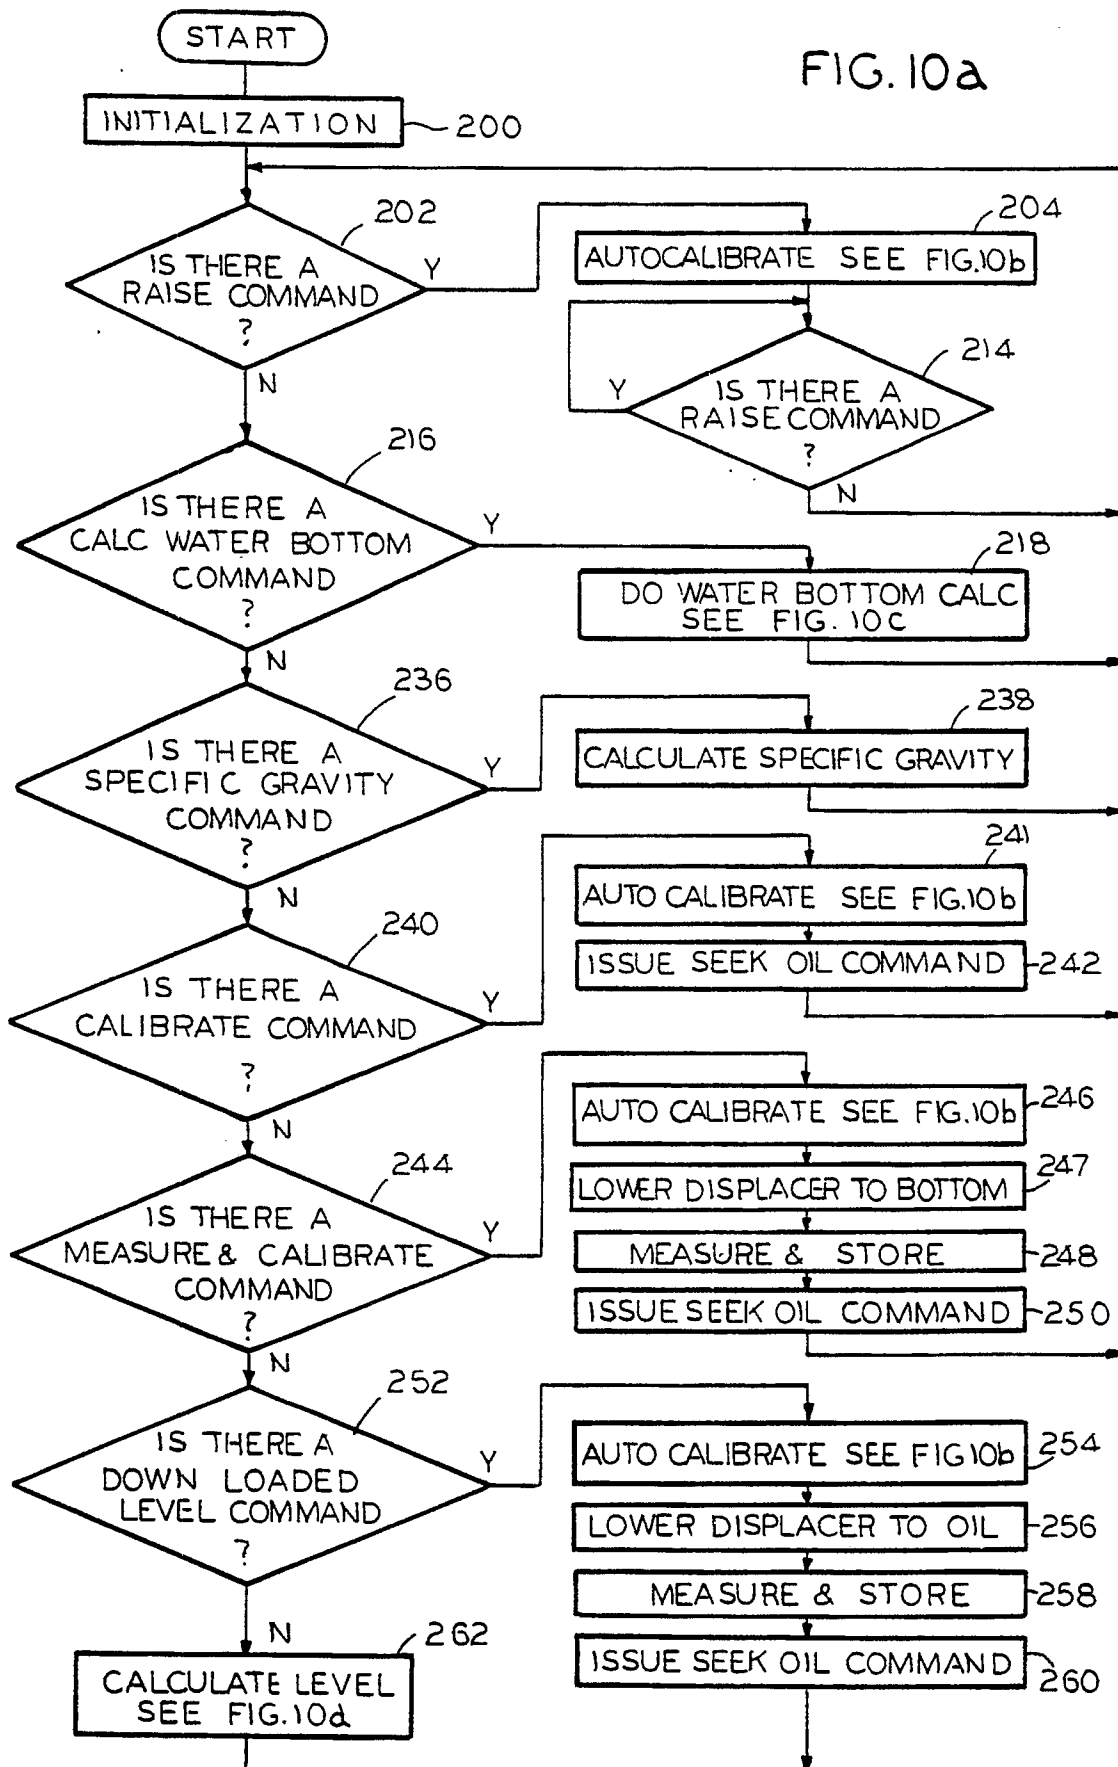 START
FIG. 10a
INITIALIZATION
200
202
IS THERE A
RAISE COMMAND
?
Y
N
204
AUTOCALIBRATE SEE FIG.10b
214
IS THERE A
RAISE COMMAND
?
Y
N
216
IS THERE A
CALC WATER BOTTOM
COMMAND
?
Y
N
218
DO WATER BOTTOM CALC
SEE FIG. 10c
236
IS THERE A
SPECIFIC GRAVITY
COMMAND
?
Y
N
238
CALCULATE SPECIFIC GRAVITY
240
IS THERE A
CALIBRATE COMMAND
?
Y
N
241
AUTO CALIBRATE SEE FIG.10b
ISSUE SEEK OIL COMMAND
242
244
IS THERE A
MEASURE & CALIBRATE
COMMAND
?
Y
N
AUTO CALIBRATE SEE FIG.10b
246
LOWER DISPLACER TO BOTTOM
247
MEASURE & STORE
248
ISSUE SEEK OIL COMMAND
250
252
IS THERE A
DOWN LOADED
LEVEL COMMAND
?
Y
N
AUTO CALIBRATE SEE FIG10b
254
LOWER DISPLACER TO OIL
256
MEASURE & STORE
258
ISSUE SEEK OIL COMMAND
260
262
CALCULATE LEVEL
SEE FIG.10d